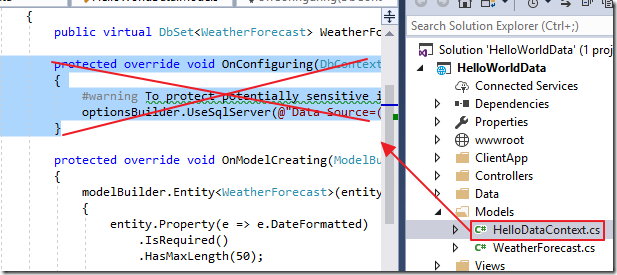 {
public virtual DbSet<WeatherForecast> WeatherFo
protected override void OnConfiguring(DbContext
{
#warning To protect potentially sensitive i
optionsBuilder.UseSqlServer(@"Data Source=(
}
protected override void OnModelCreating(ModelBu
{
modelBuilder.Entity<WeatherForecast>(entity
{
entity.Property(e => e.DateFormatted)
.IsRequired()
.HasMaxLength(50);
Search Solution Explorer (Ctrl+;)
Solution 'HelloWorldData' (1 proj
HelloWorldData
Connected Services
Dependencies
Properties
wwwroot
ClientApp
Controllers
Data
Models
C# HelloDataContext.cs
C# WeatherForecast.cs
Views